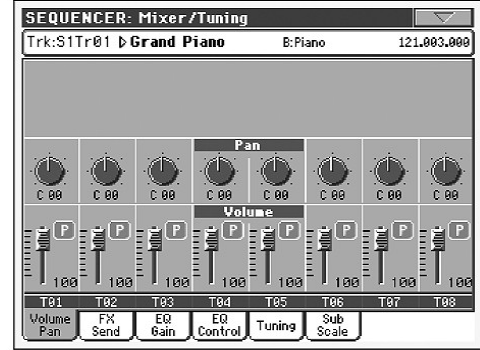 SEQUENCER: Mixer/Tuning
Trk:S1Tr01 ▷Grand Piano B:Piano 121.003.000
Pan
C 00 C 00 C 00 C 00 C 00 C 00 C 00 C 00
Volume
P P P P P P P P
100 100 100 100 100 100 100 100
T01 T02 T03 T04 T05 T06 T07 T08
Volume Pan FX Send EQ Gain EQ Control Tuning Sub Scale